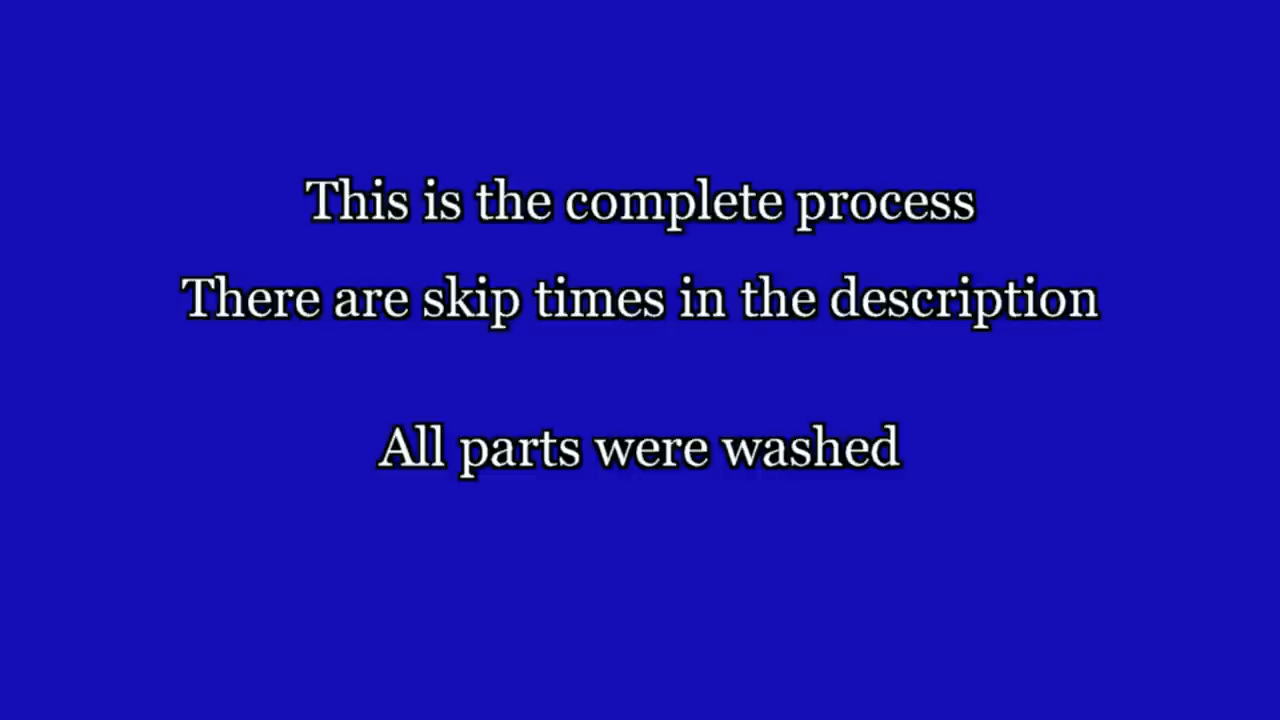 This is the complete process
There are skip times in the description
All parts were washed